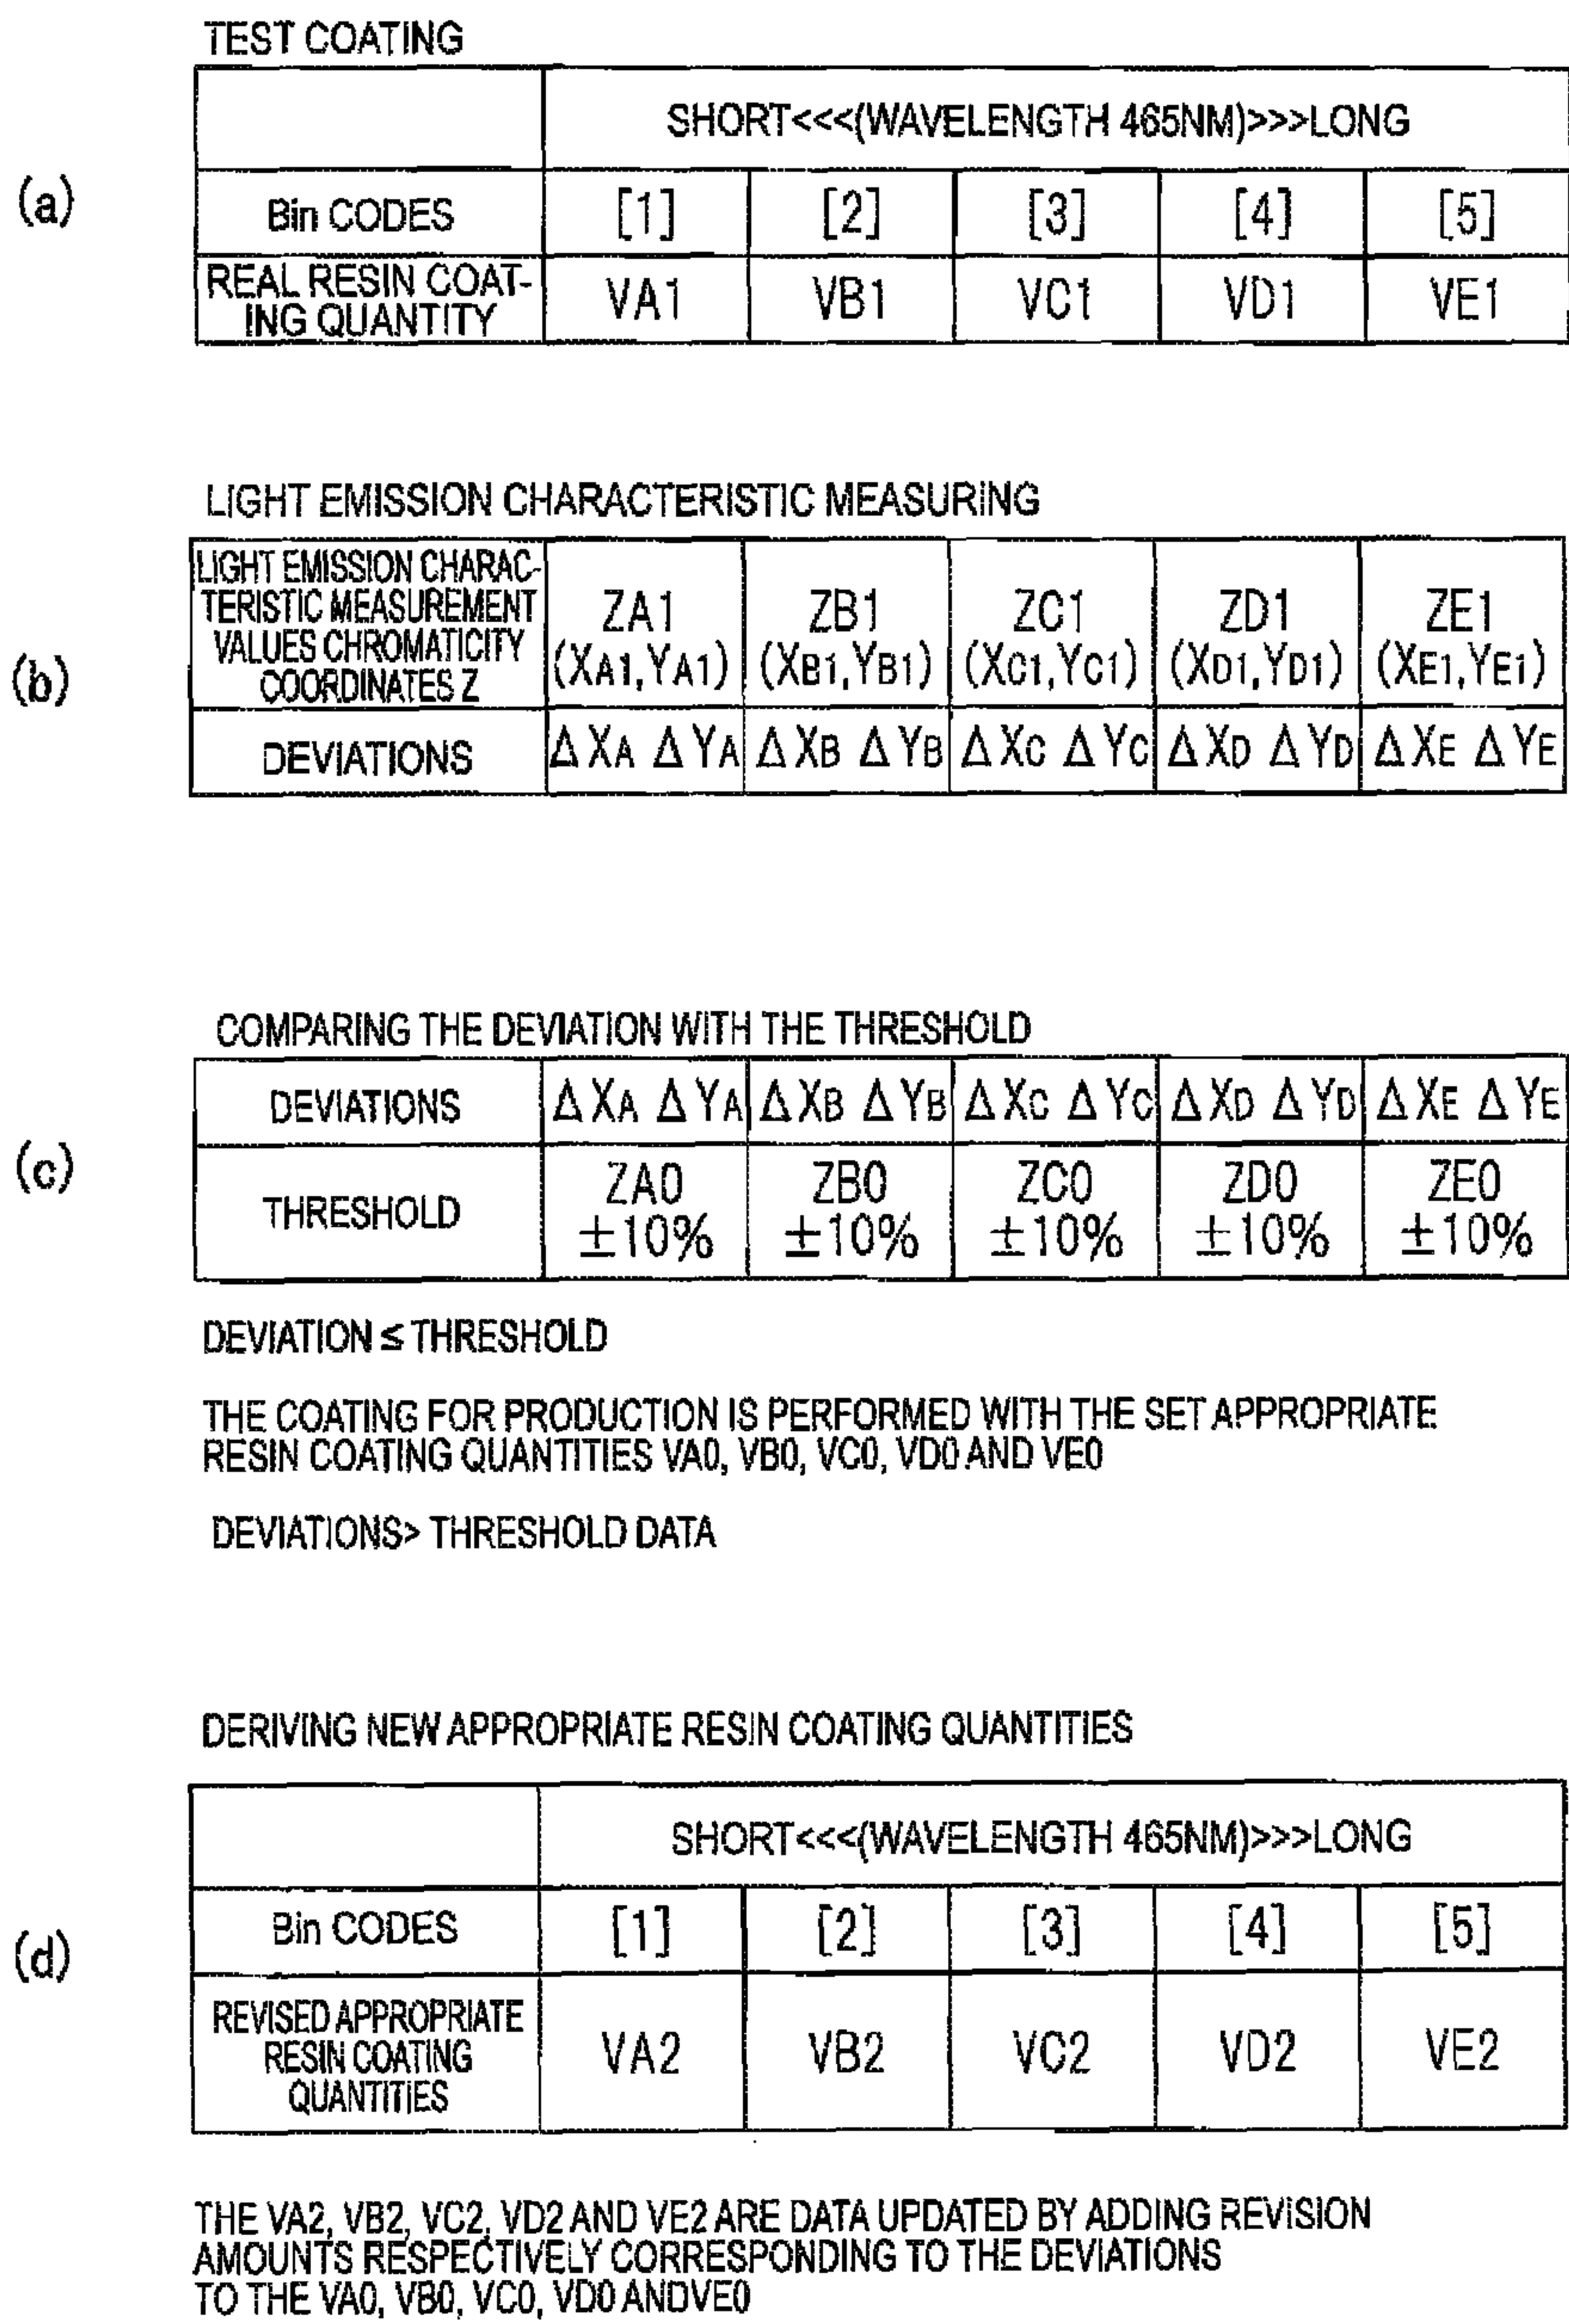 TEST COATING
(a)
SHORT<<<(WAVELENGTH 465NM)>>>LONG
Bin CODES [1] [2] [3] [4] [5]
REAL RESIN COAT-
ING QUANTITY
VA1 VB1 VC1 VD1 VE1
LIGHT EMISSION CHARACTERISTIC MEASURING
(b)
LIGHT EMISSION CHARAC-
TERISTIC MEASUREMENT
VALUES CHROMATICITY
COORDINATES Z
ZA1 ZB1 ZC1 ZD1 ZE1
(XA1,YA1) (XB1,YB1) (XC1,YC1) (XD1,YD1) (XE1,YE1)
DEVIATIONS ΔXA ΔYA ΔXB ΔYB ΔXC ΔYC ΔXD ΔYD ΔXE ΔYE
COMPARING THE DEVIATION WITH THE THRESHOLD
(c)
DEVIATIONS ΔXA ΔYA ΔXB ΔYB ΔXC ΔYC ΔXD ΔYD ΔXE ΔYE
THRESHOLD
ZA0 ZB0 ZC0 ZD0 ZE0
±10% ±10% ±10% ±10% ±10%
DEVIATION ≤ THRESHOLD
THE COATING FOR PRODUCTION IS PERFORMED WITH THE SET APPROPRIATE
RESIN COATING QUANTITIES VA0, VB0, VC0, VD0 AND VE0
DEVIATIONS> THRESHOLD DATA
DERIVING NEW APPROPRIATE RESIN COATING QUANTITIES
(d)
SHORT<<<(WAVELENGTH 465NM)>>>LONG
Bin CODES [1] [2] [3] [4] [5]
REVISED APPROPRIATE
RESIN COATING
QUANTITIES
VA2 VB2 VC2 VD2 VE2
THE VA2, VB2, VC2, VD2 AND VE2 ARE DATA UPDATED BY ADDING REVISION
AMOUNTS RESPECTIVELY CORRESPONDING TO THE DEVIATIONS
TO THE VA0, VB0, VC0, VD0 ANDVE0